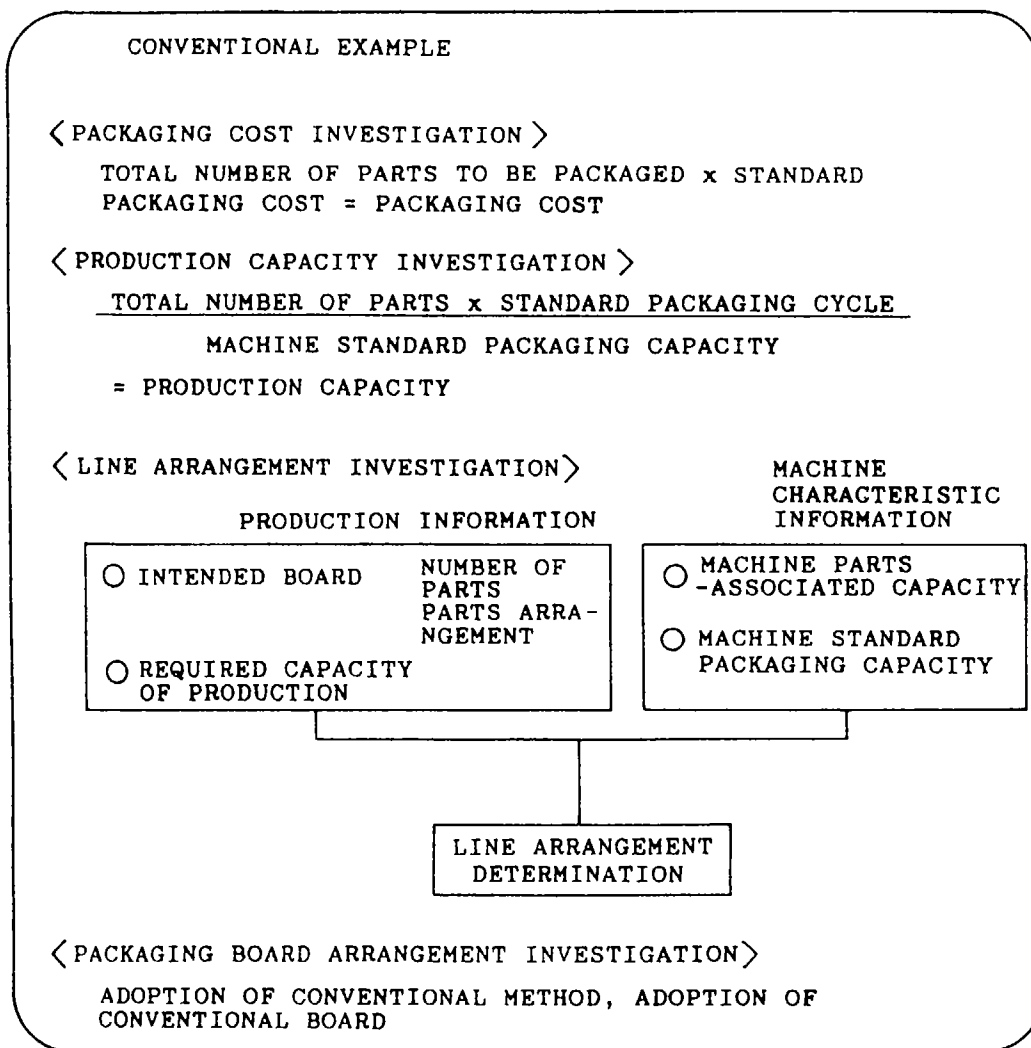 CONVENTIONAL EXAMPLE
<PACKAGING COST INVESTIGATION>
TOTAL NUMBER OF PARTS TO BE PACKAGED x STANDARD
PACKAGING COST = PACKAGING COST
<PRODUCTION CAPACITY INVESTIGATION>
TOTAL NUMBER OF PARTS x STANDARD PACKAGING CYCLE
MACHINE STANDARD PACKAGING CAPACITY
= PRODUCTION CAPACITY
<LINE ARRANGEMENT INVESTIGATION>
PRODUCTION INFORMATION
○ INTENDED BOARD
NUMBER OF
PARTS
PARTS ARRA-
NGEMENT
○ REQUIRED CAPACITY
OF PRODUCTION
MACHINE
CHARACTERISTIC
INFORMATION
○ MACHINE PARTS
-ASSOCIATED CAPACITY
○ MACHINE STANDARD
PACKAGING CAPACITY
LINE ARRANGEMENT
DETERMINATION
<PACKAGING BOARD ARRANGEMENT INVESTIGATION>
ADOPTION OF CONVENTIONAL METHOD, ADOPTION OF
CONVENTIONAL BOARD